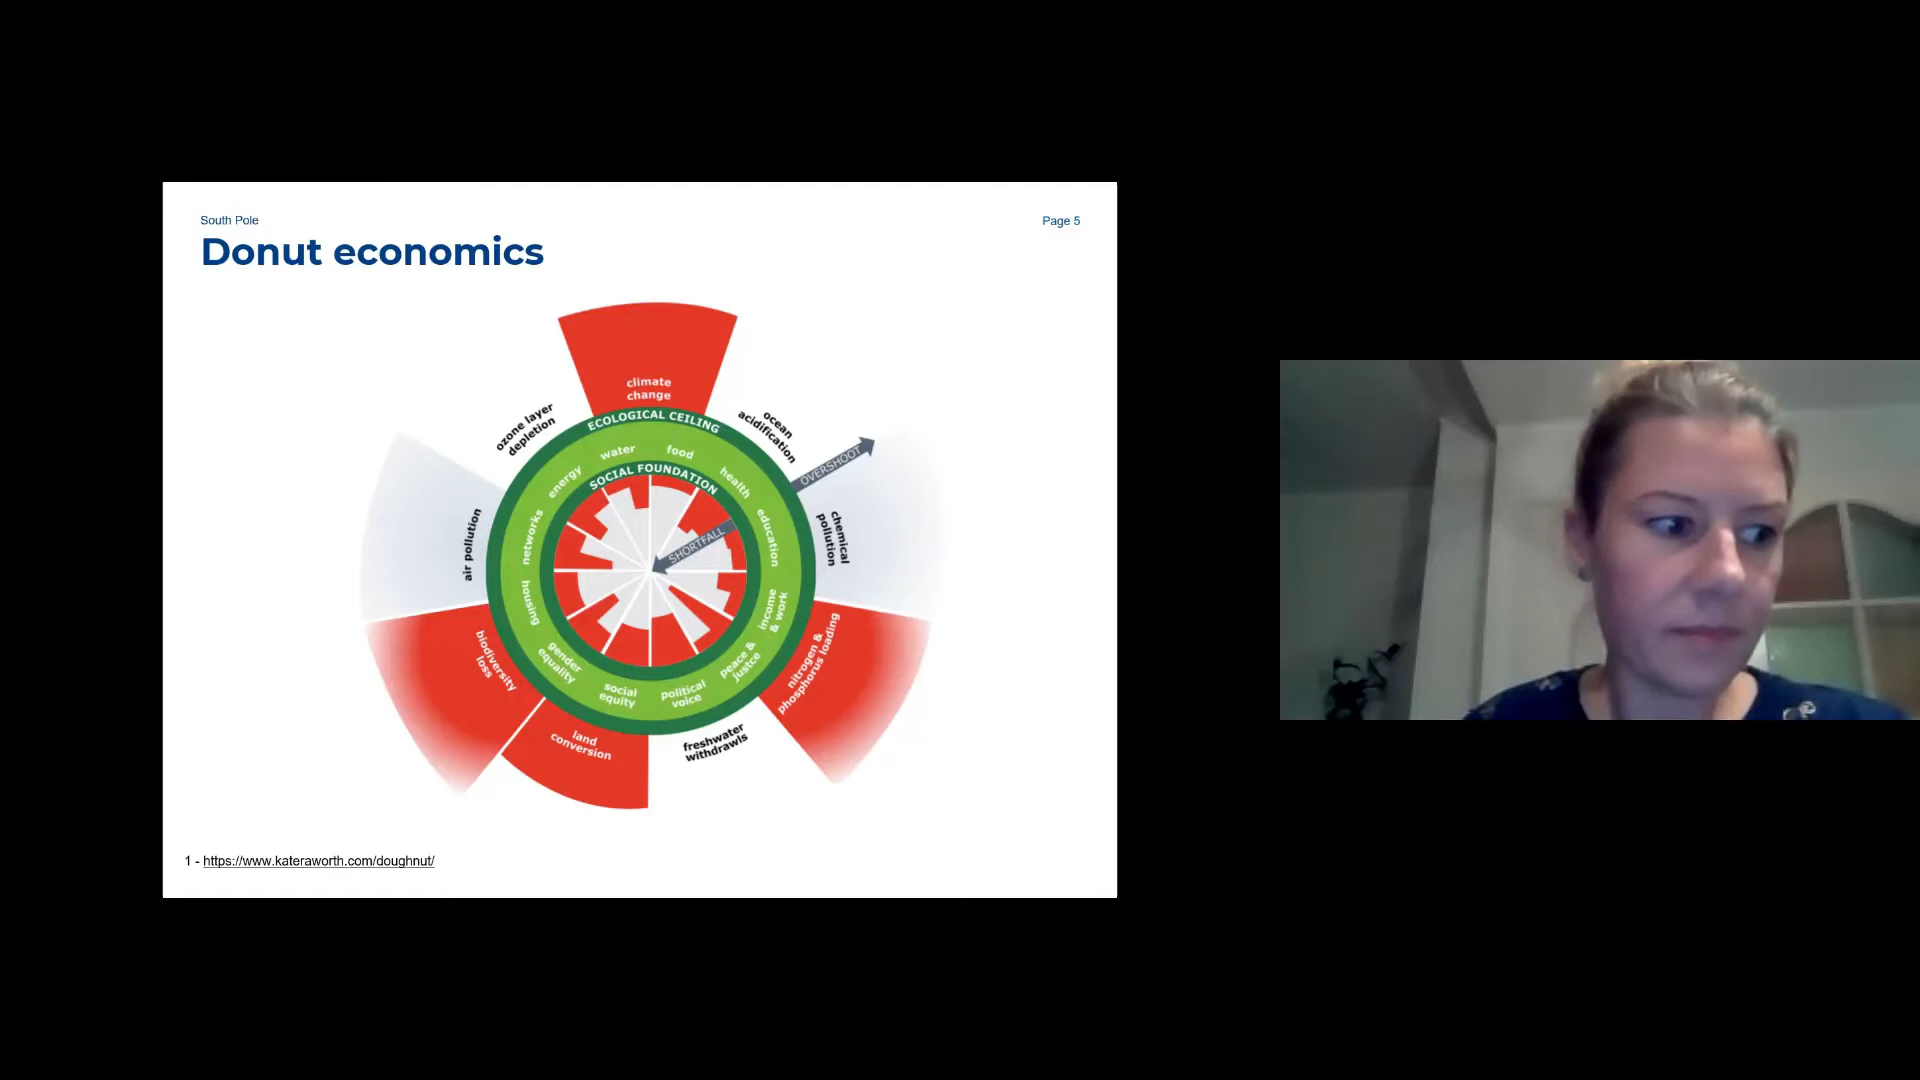 South Pole
Page 5
Donut economics
climate
change
ozone layer
depletion
ocean
acidification
ECOLOGICAL CEILING
OVERSHOOT
water
food
energy
health
SOCIAL FOUNDATION
networks
education
SHORTFALL
air pollution
chemical
pollution
housing
income
& work
biodiversity
loss
gender
equality
peace &
justce
nitrogen &
phosphorus loading
social
equity
political
voice
land
conversion
freshwater
withdrawls
1 - https://www.kateraworth.com/doughnut/